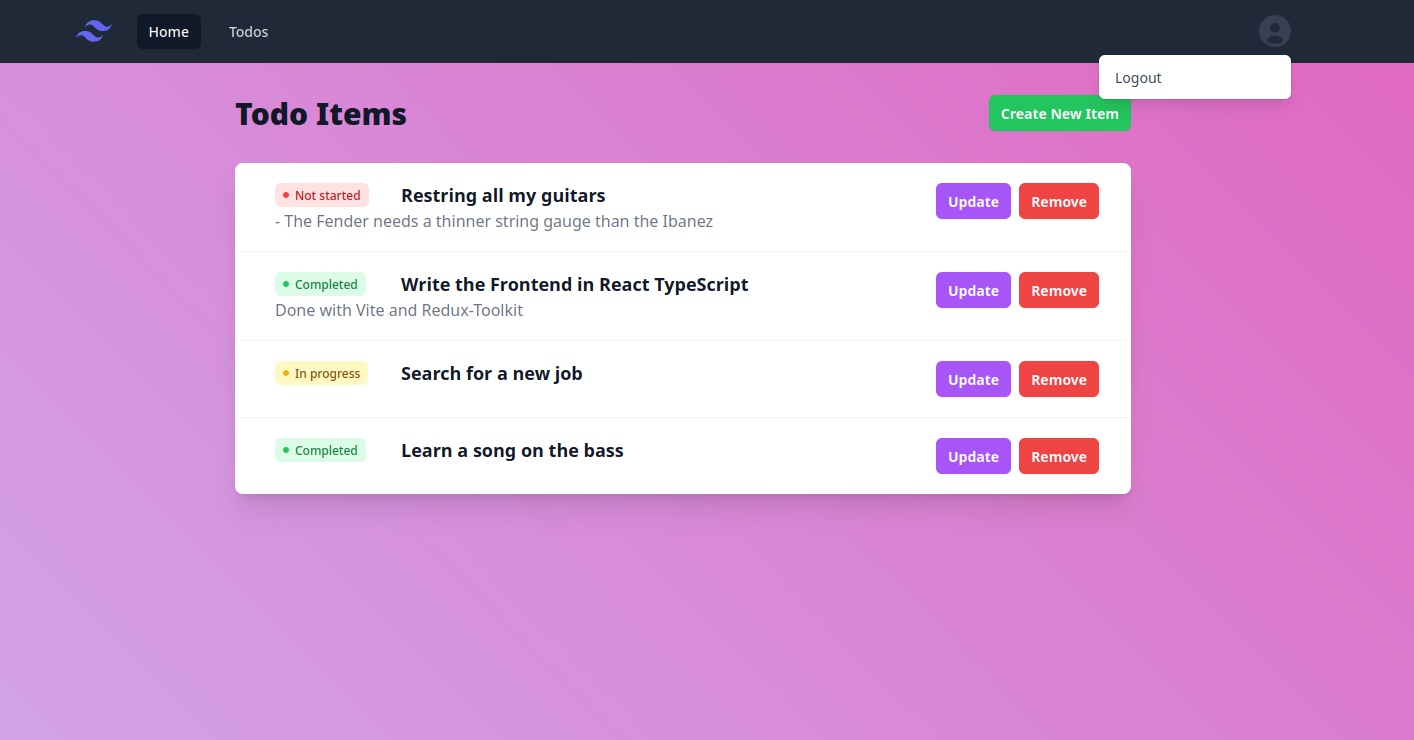 Home Todos
Logout
Todo Items
Create New Item
Not started Restring all my guitars Update Remove
- The Fender needs a thinner string gauge than the Ibanez
Completed Write the Frontend in React TypeScript Update Remove
Done with Vite and Redux-Toolkit
In progress Search for a new job Update Remove
Completed Learn a song on the bass Update Remove